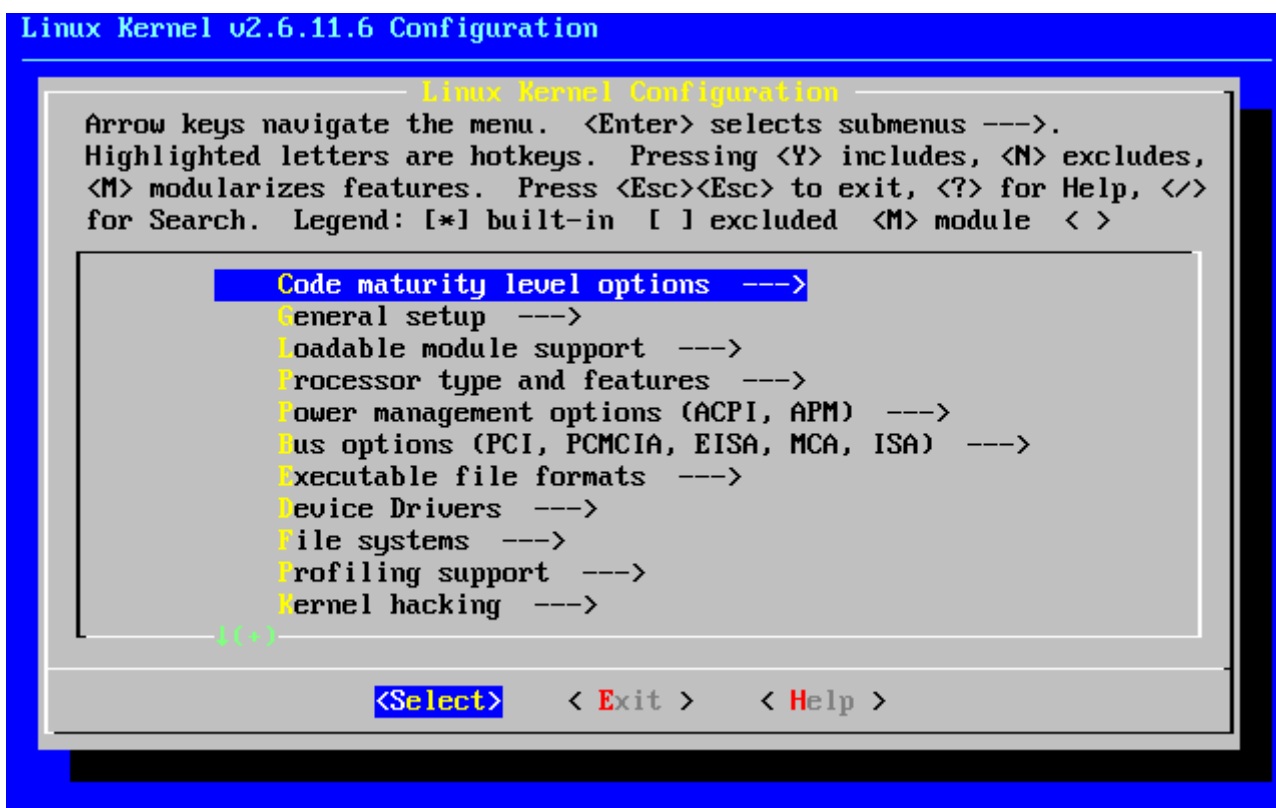 Linux Kernel v2.6.11.6 Configuration
Linux Kernel Configuration
Arrow keys navigate the menu.  <Enter> selects submenus --->.
Highlighted letters are hotkeys.  Pressing <Y> includes, <N> excludes,
<M> modularizes features.  Press <Esc><Esc> to exit, <?> for Help, </>
for Search.  Legend: [*] built-in  [ ] excluded  <M> module  < >
Code maturity level options  --->
General setup  --->
Loadable module support  --->
Processor type and features  --->
Power management options (ACPI, APM)  --->
Bus options (PCI, PCMCIA, EISA, MCA, ISA)  --->
Executable file formats  --->
Device Drivers  --->
File systems  --->
Profiling support  --->
Kernel hacking  --->
↓(+)
<Select>    < Exit >    < Help >